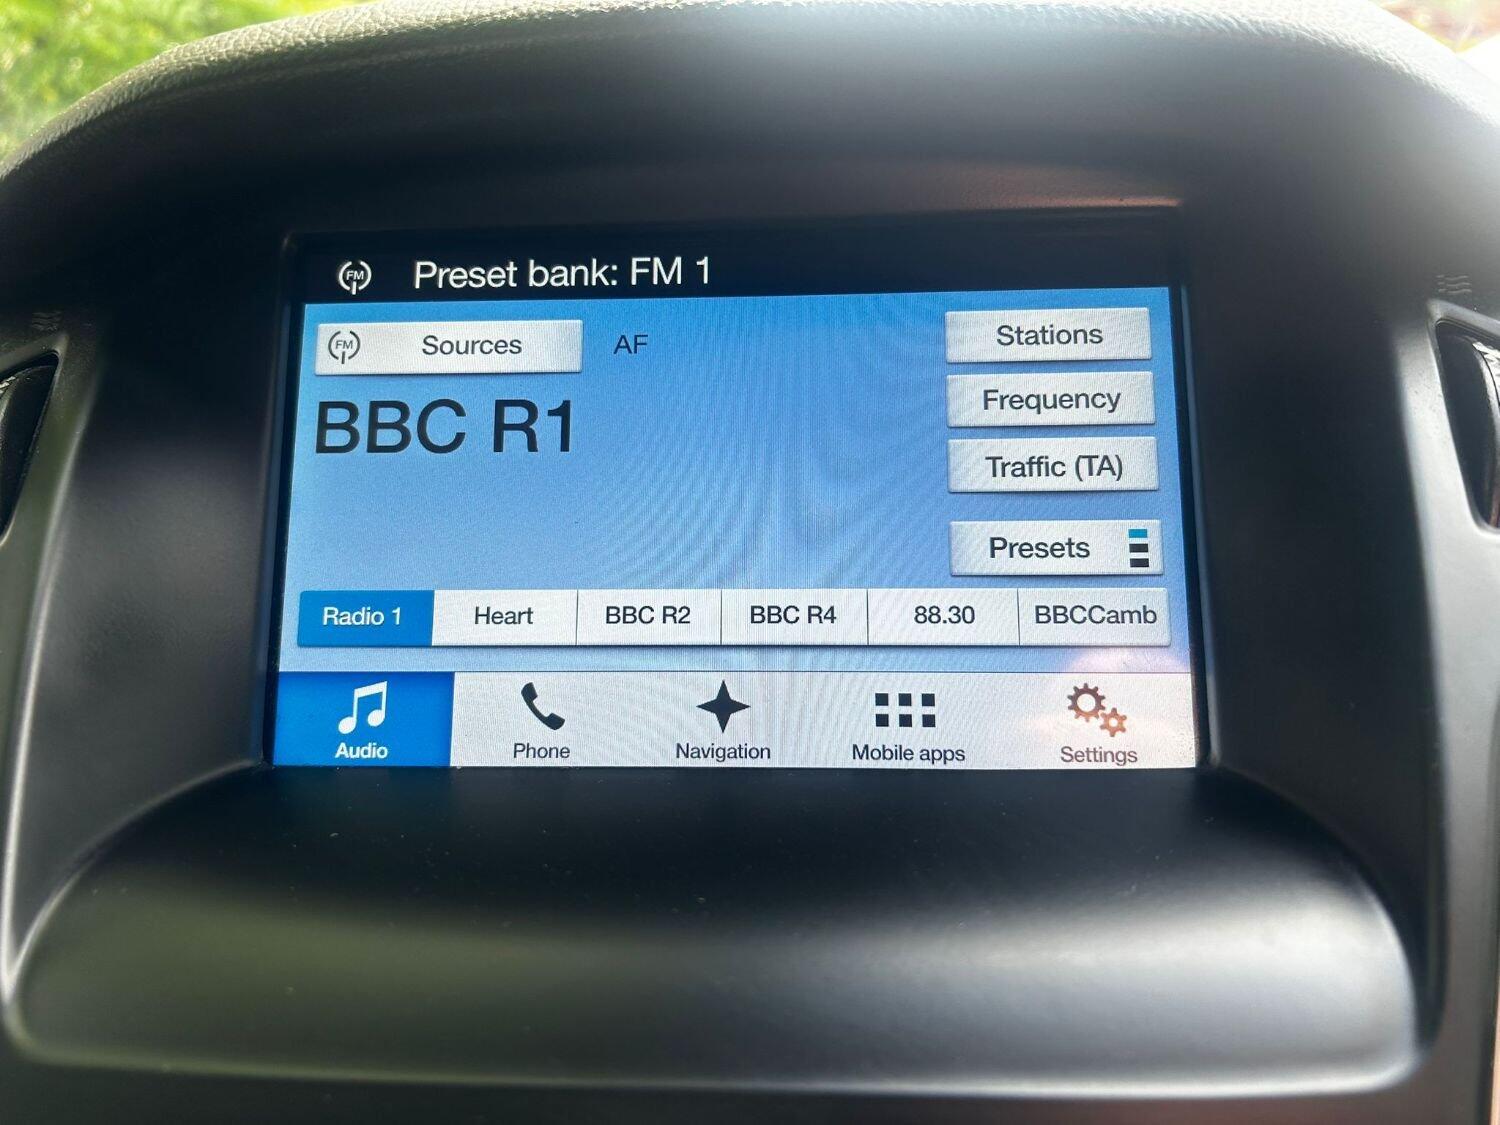 FM Preset bank: FM 1
FM Sources AF
Stations
BBC R1
Frequency
Traffic (TA)
Presets
Radio 1 Heart BBC R2 BBC R4 88.30 BBCCamb
Audio Phone Navigation Mobile apps Settings